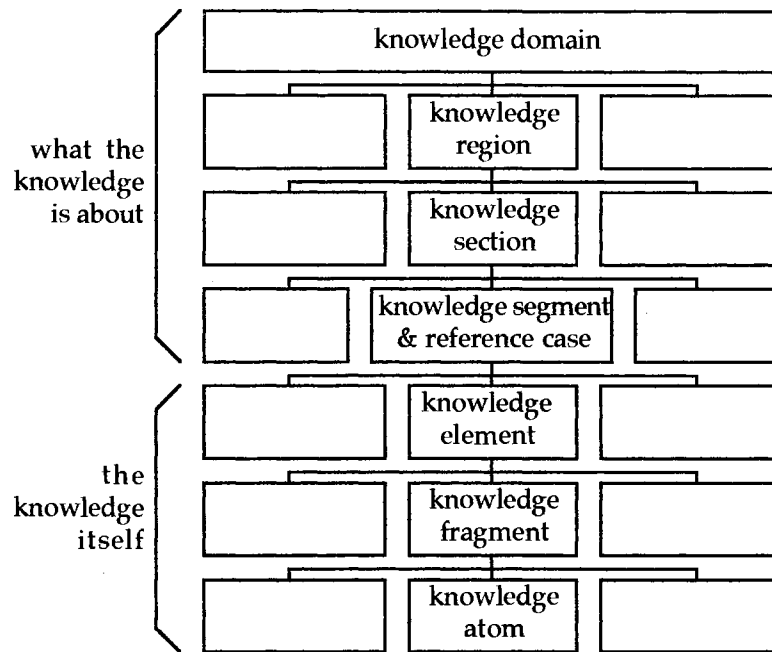 knowledge domain
knowledge
region
what the
knowledge
is about
knowledge
section
knowledge segment
& reference case
knowledge
element
the
knowledge
itself
knowledge
fragment
knowledge
atom